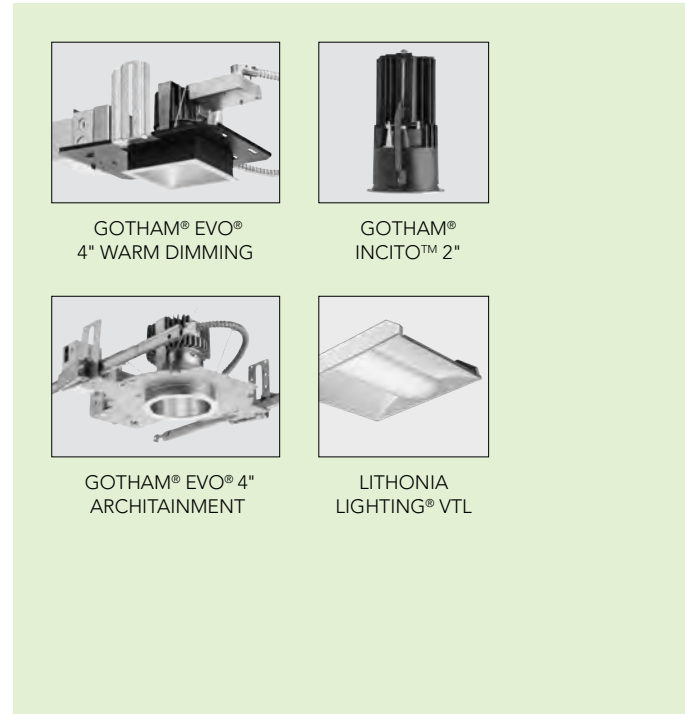 GOTHAM® EVO®
4" WARM DIMMING
GOTHAM®
INCITO™ 2"
GOTHAM® EVO® 4"
ARCHITAINMENT
LITHONIA
LIGHTING® VTL